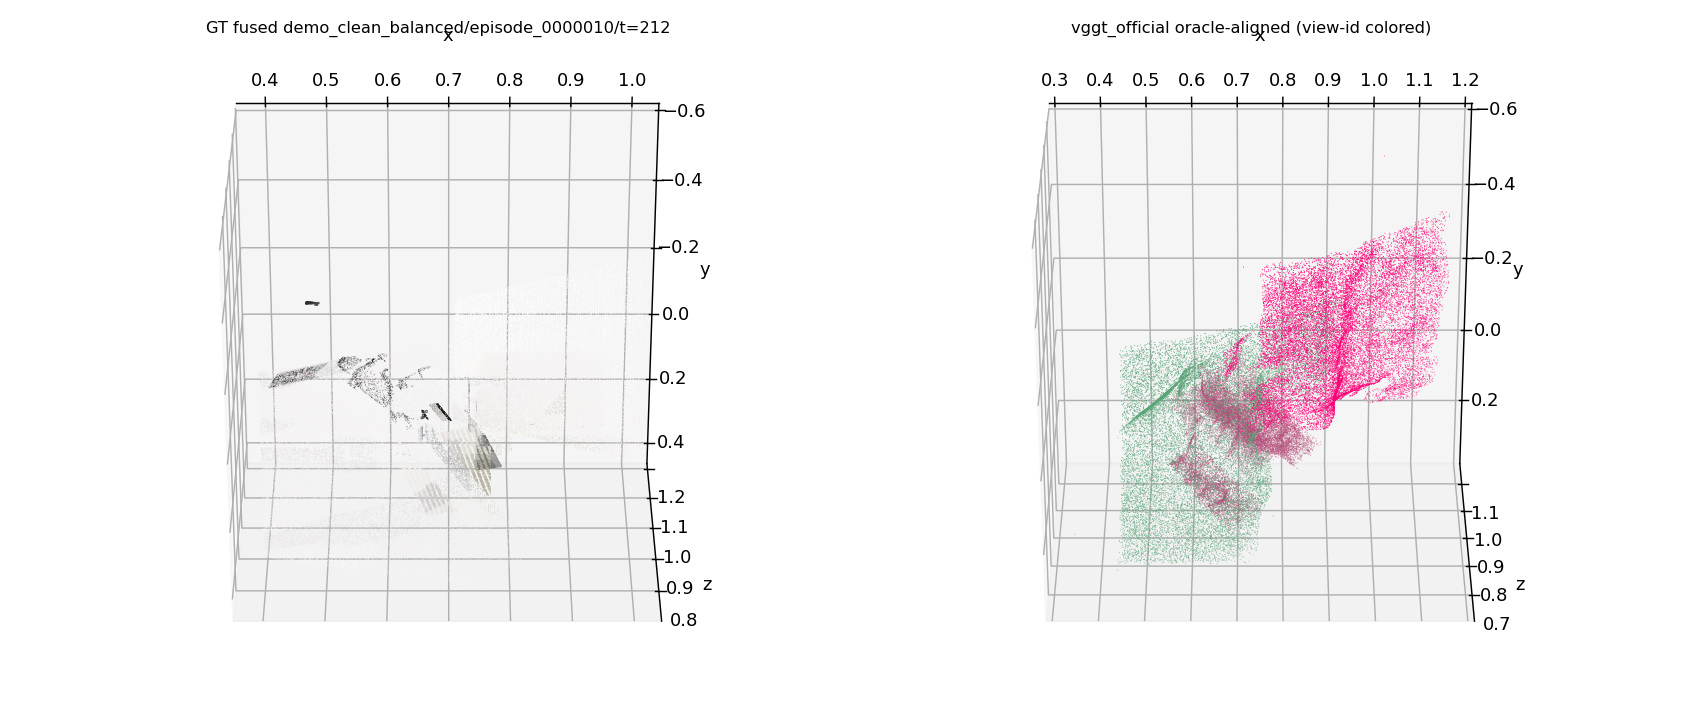 GT fused demo_clean_balanced/episode_0000010/t=212
x
0.4 0.5 0.6 0.7 0.8 0.9 1.0
−0.6
−0.4
−0.2
y
0.0
0.2
0.4
1.2
1.1
1.0
0.9 z
0.8
vggt_official oracle-aligned (view-id colored)
x
0.3 0.4 0.5 0.6 0.7 0.8 0.9 1.0 1.1 1.2
−0.6
−0.4
−0.2 y
0.0
0.2
1.1
1.0
0.9
0.8 z
0.7